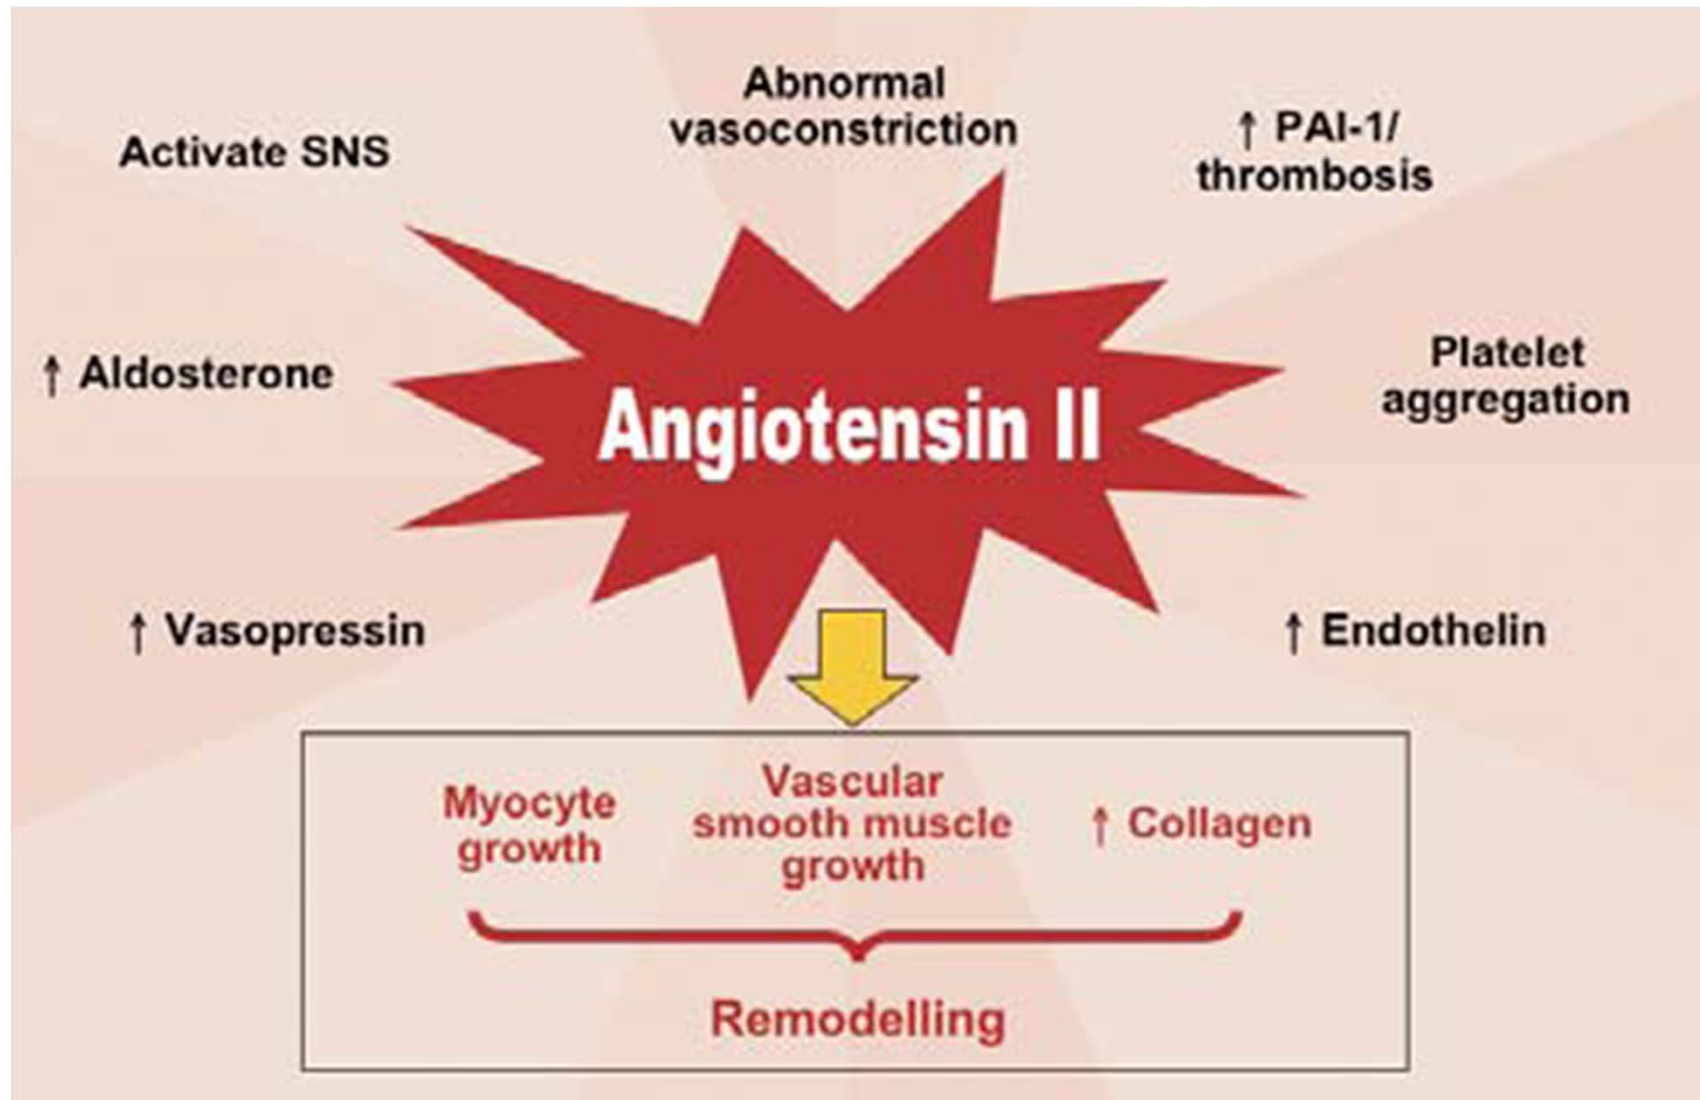 Abnormal
vasoconstriction
Activate SNS
↑ PAI-1/
thrombosis
↑ Aldosterone
Platelet
aggregation
Angiotensin II
↑ Vasopressin
↑ Endothelin
Myocyte
growth
Vascular
smooth muscle
growth
↑ Collagen
Remodelling